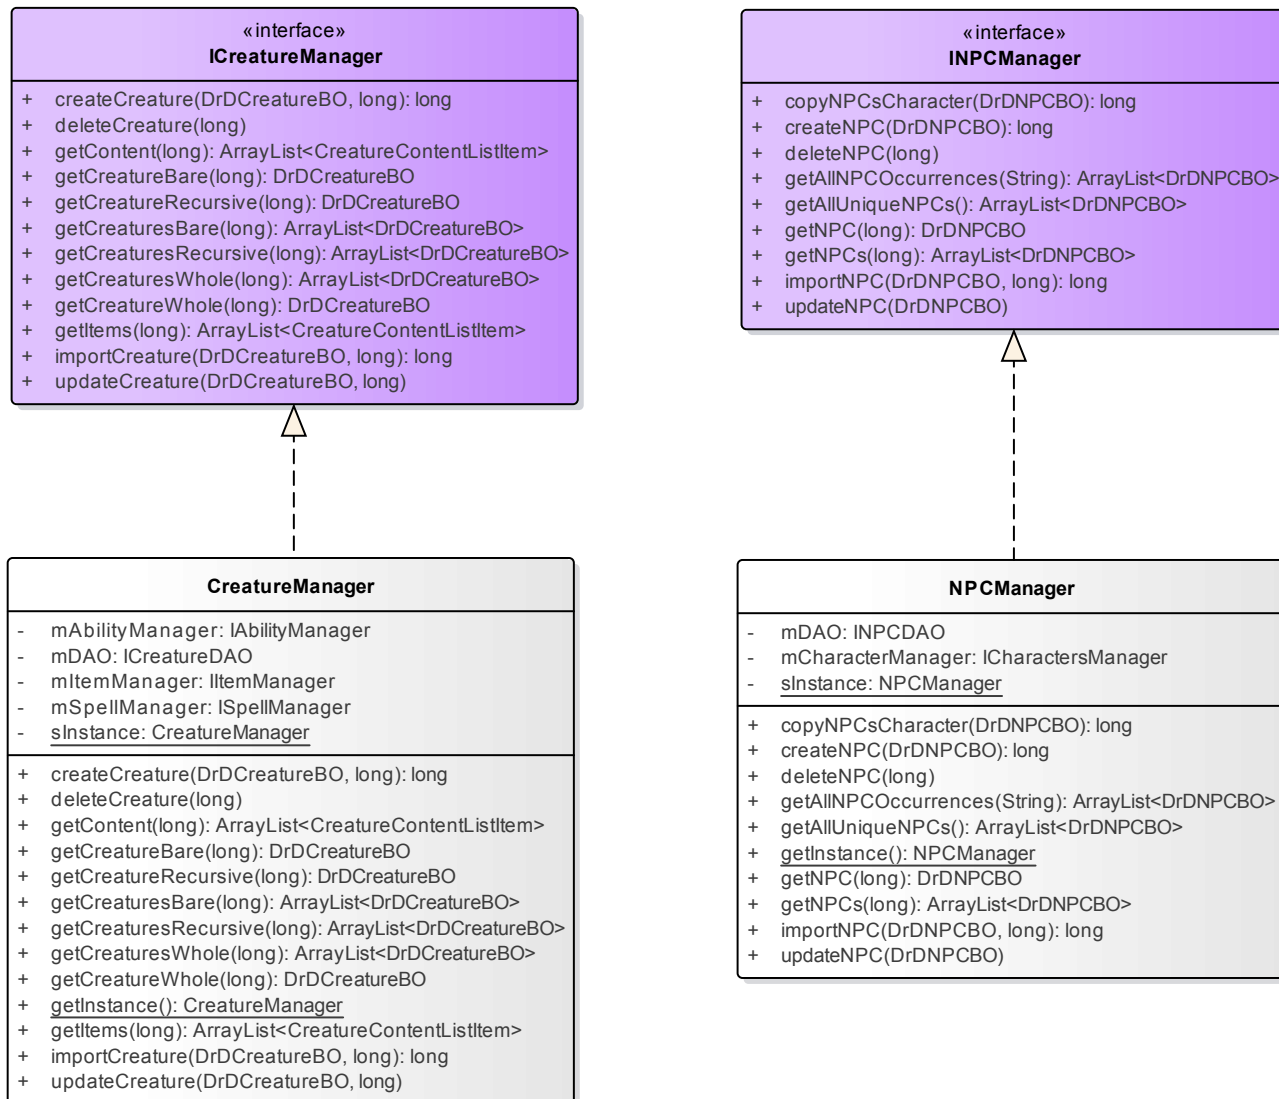 «interface»
ICreatureManager
+ createCreature(DrDCreatureBO, long): long
+ deleteCreature(long)
+ getContent(long): ArrayList<CreatureContentListItem>
+ getCreatureBare(long): DrDCreatureBO
+ getCreatureRecursive(long): DrDCreatureBO
+ getCreaturesBare(long): ArrayList<DrDCreatureBO>
+ getCreaturesRecursive(long): ArrayList<DrDCreatureBO>
+ getCreaturesWhole(long): ArrayList<DrDCreatureBO>
+ getCreatureWhole(long): DrDCreatureBO
+ getItems(long): ArrayList<CreatureContentListItem>
+ importCreature(DrDCreatureBO, long): long
+ updateCreature(DrDCreatureBO, long)
«interface»
INPCManager
+ copyNPCsCharacter(DrDNPCBO): long
+ createNPC(DrDNPCBO): long
+ deleteNPC(long)
+ getAllNPCOccurrences(String): ArrayList<DrDNPCBO>
+ getAllUniqueNPCs(): ArrayList<DrDNPCBO>
+ getNPC(long): DrDNPCBO
+ getNPCs(long): ArrayList<DrDNPCBO>
+ importNPC(DrDNPCBO, long): long
+ updateNPC(DrDNPCBO)
CreatureManager
- mAbilityManager: IAbilityManager
- mDAO: ICreatureDAO
- mItemManager: IItemManager
- mSpellManager: ISpellManager
- sInstance: CreatureManager
+ createCreature(DrDCreatureBO, long): long
+ deleteCreature(long)
+ getContent(long): ArrayList<CreatureContentListItem>
+ getCreatureBare(long): DrDCreatureBO
+ getCreatureRecursive(long): DrDCreatureBO
+ getCreaturesBare(long): ArrayList<DrDCreatureBO>
+ getCreaturesRecursive(long): ArrayList<DrDCreatureBO>
+ getCreaturesWhole(long): ArrayList<DrDCreatureBO>
+ getCreatureWhole(long): DrDCreatureBO
+ getInstance(): CreatureManager
+ getItems(long): ArrayList<CreatureContentListItem>
+ importCreature(DrDCreatureBO, long): long
+ updateCreature(DrDCreatureBO, long)
NPCManager
- mDAO: INPCDAO
- mCharacterManager: ICharactersManager
- sInstance: NPCManager
+ copyNPCsCharacter(DrDNPCBO): long
+ createNPC(DrDNPCBO): long
+ deleteNPC(long)
+ getAllNPCOccurrences(String): ArrayList<DrDNPCBO>
+ getAllUniqueNPCs(): ArrayList<DrDNPCBO>
+ getInstance(): NPCManager
+ getNPC(long): DrDNPCBO
+ getNPCs(long): ArrayList<DrDNPCBO>
+ importNPC(DrDNPCBO, long): long
+ updateNPC(DrDNPCBO)